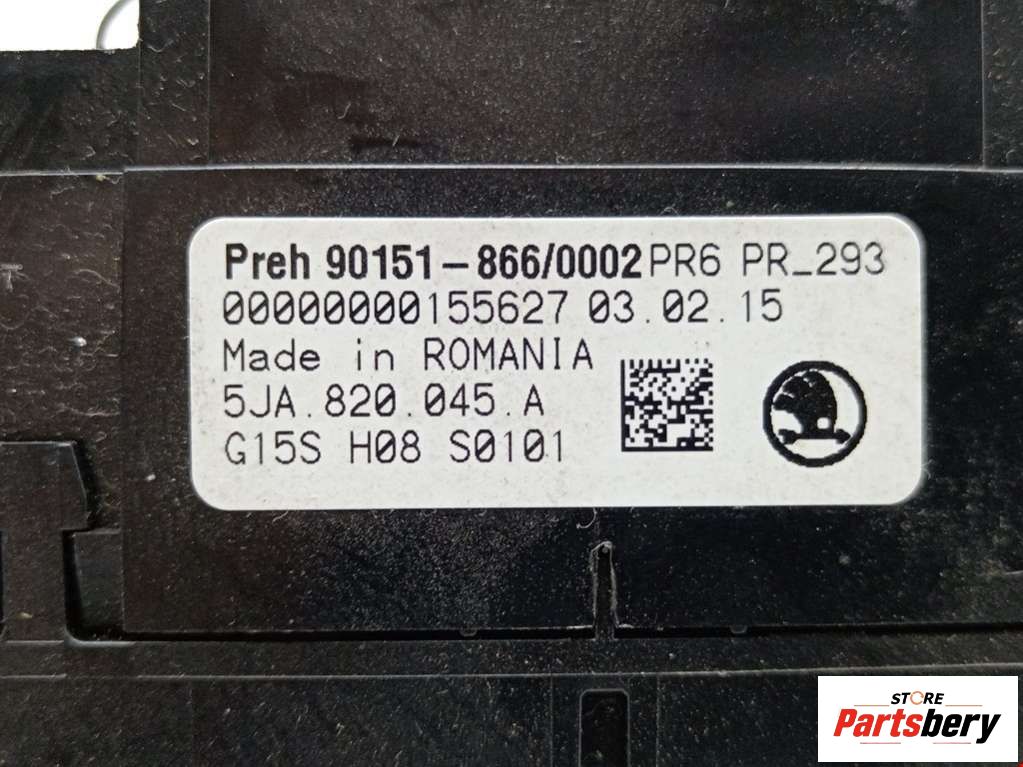 Preh 90151-866/0002 PR6 PR_293
00000000155627 03.02.15
Made in ROMANIA
5JA.820.045.A
G15S H08 S0101
STORE
Partsbery